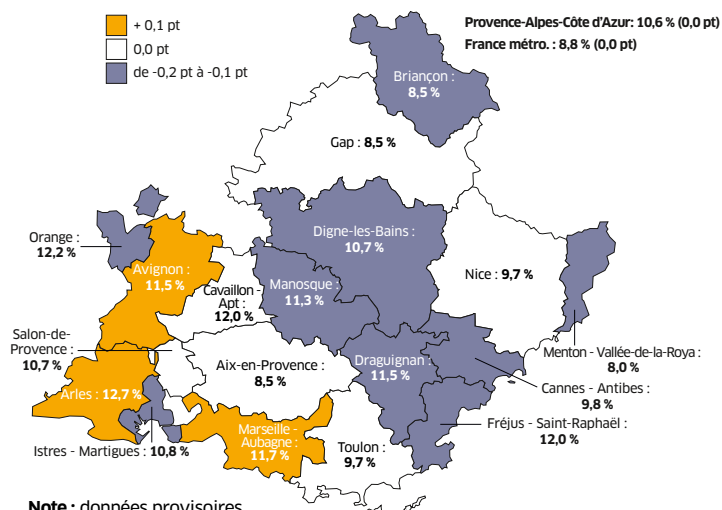 + 0,1 pt
0,0 pt
de -0,2 pt à -0,1 pt
Provence-Alpes-Côte d'Azur: 10,6 % (0,0 pt)
France métro. : 8,8 % (0,0 pt)
Briançon :
8,5 %
Gap : 8,5 %
Orange :
12,2 %
Avignon :
11,5 %
Cavaillon -
Apt :
12,0 %
Manosque :
11,3 %
Digne-les-Bains :
10,7 %
Nice : 9,7 %
Menton - Vallée-de-la-Roya :
8,0 %
Salon-de-
Provence :
10,7 %
Aix-en-Provence :
8,5 %
Draguignan :
11,5 %
Cannes - Antibes :
9,8 %
Arles : 12,7 %
Fréjus - Saint-Raphaël :
12,0 %
Marseille -
Aubagne :
11,7 %
Istres - Martigues : 10,8 %
Toulon :
9,7 %
Note : données provisoires